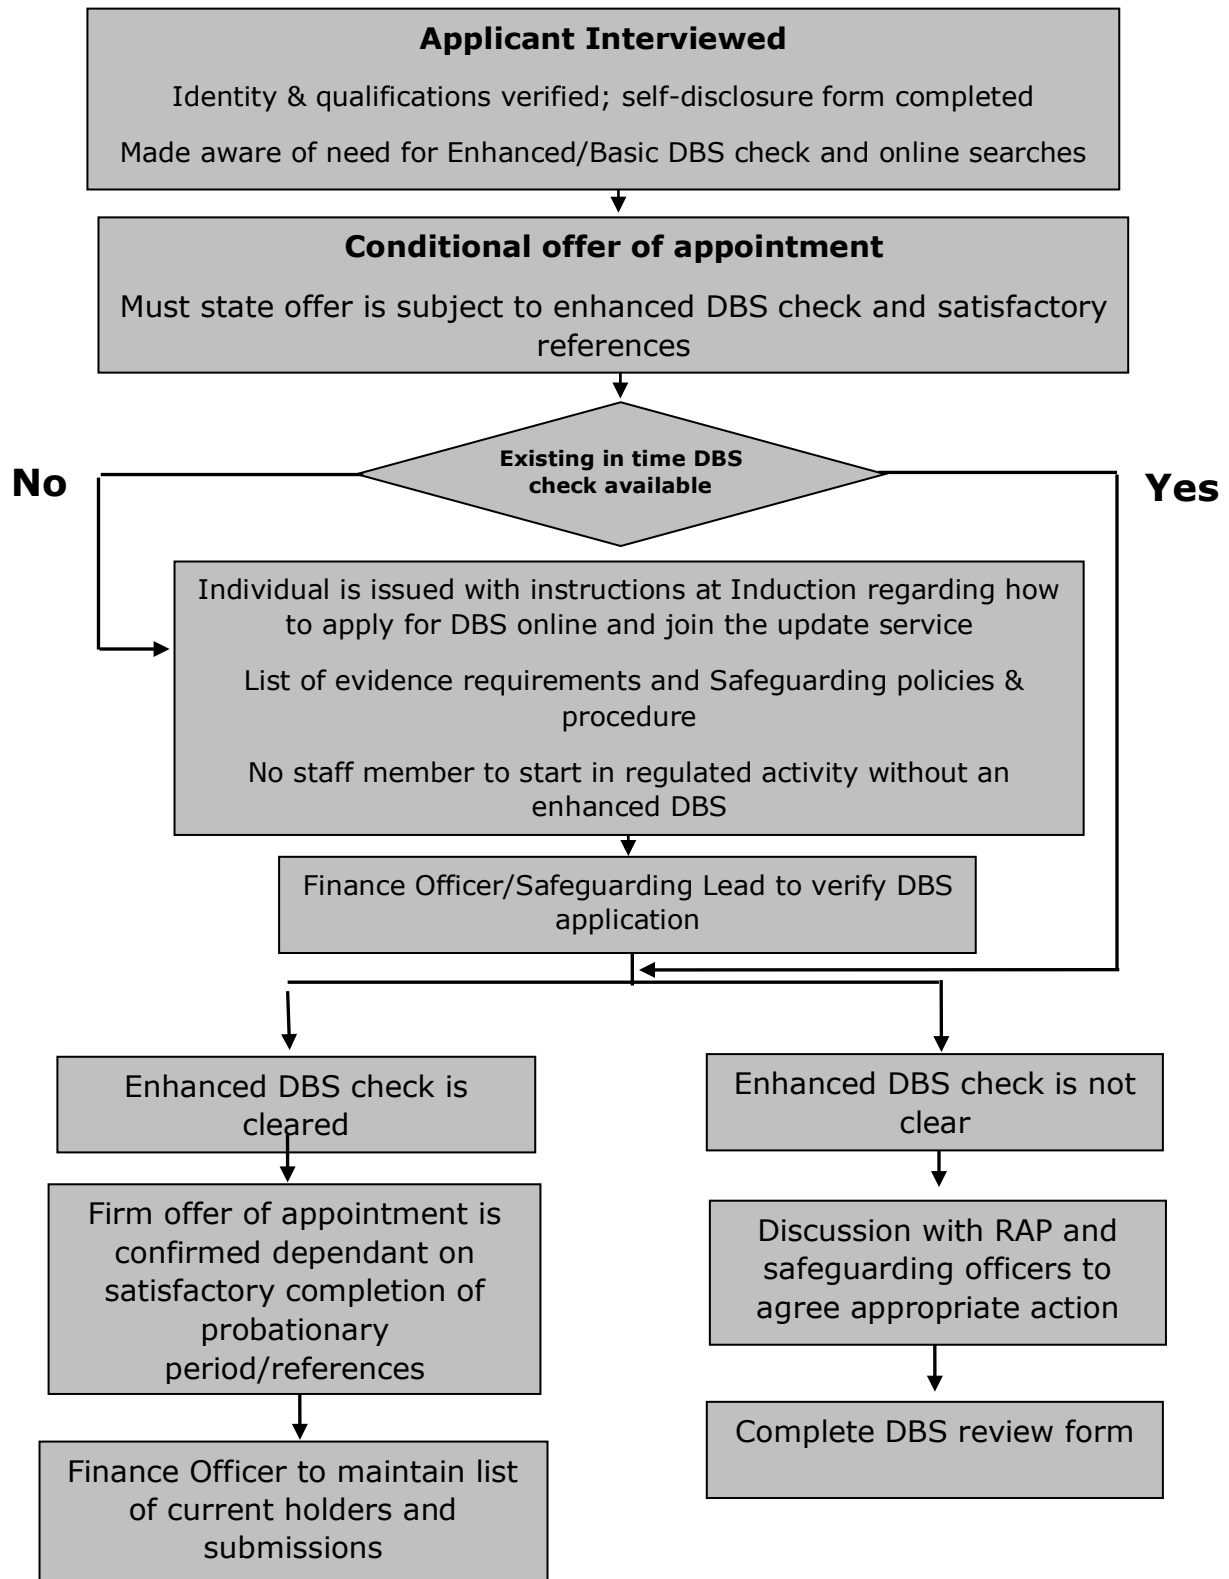 Applicant Interviewed
Identity & qualifications verified; self-disclosure form completed
Made aware of need for Enhanced/Basic DBS check and online searches
Conditional offer of appointment
Must state offer is subject to enhanced DBS check and satisfactory
references
Existing in time DBS
check available
No
Yes
Individual is issued with instructions at Induction regarding how
to apply for DBS online and join the update service
List of evidence requirements and Safeguarding policies &
procedure
No staff member to start in regulated activity without an
enhanced DBS
Finance Officer/Safeguarding Lead to verify DBS
application
Enhanced DBS check is
cleared
Firm offer of appointment is
confirmed dependant on
satisfactory completion of
probationary
period/references
Finance Officer to maintain list
of current holders and
submissions
Enhanced DBS check is not
clear
Discussion with RAP and
safeguarding officers to
agree appropriate action
Complete DBS review form